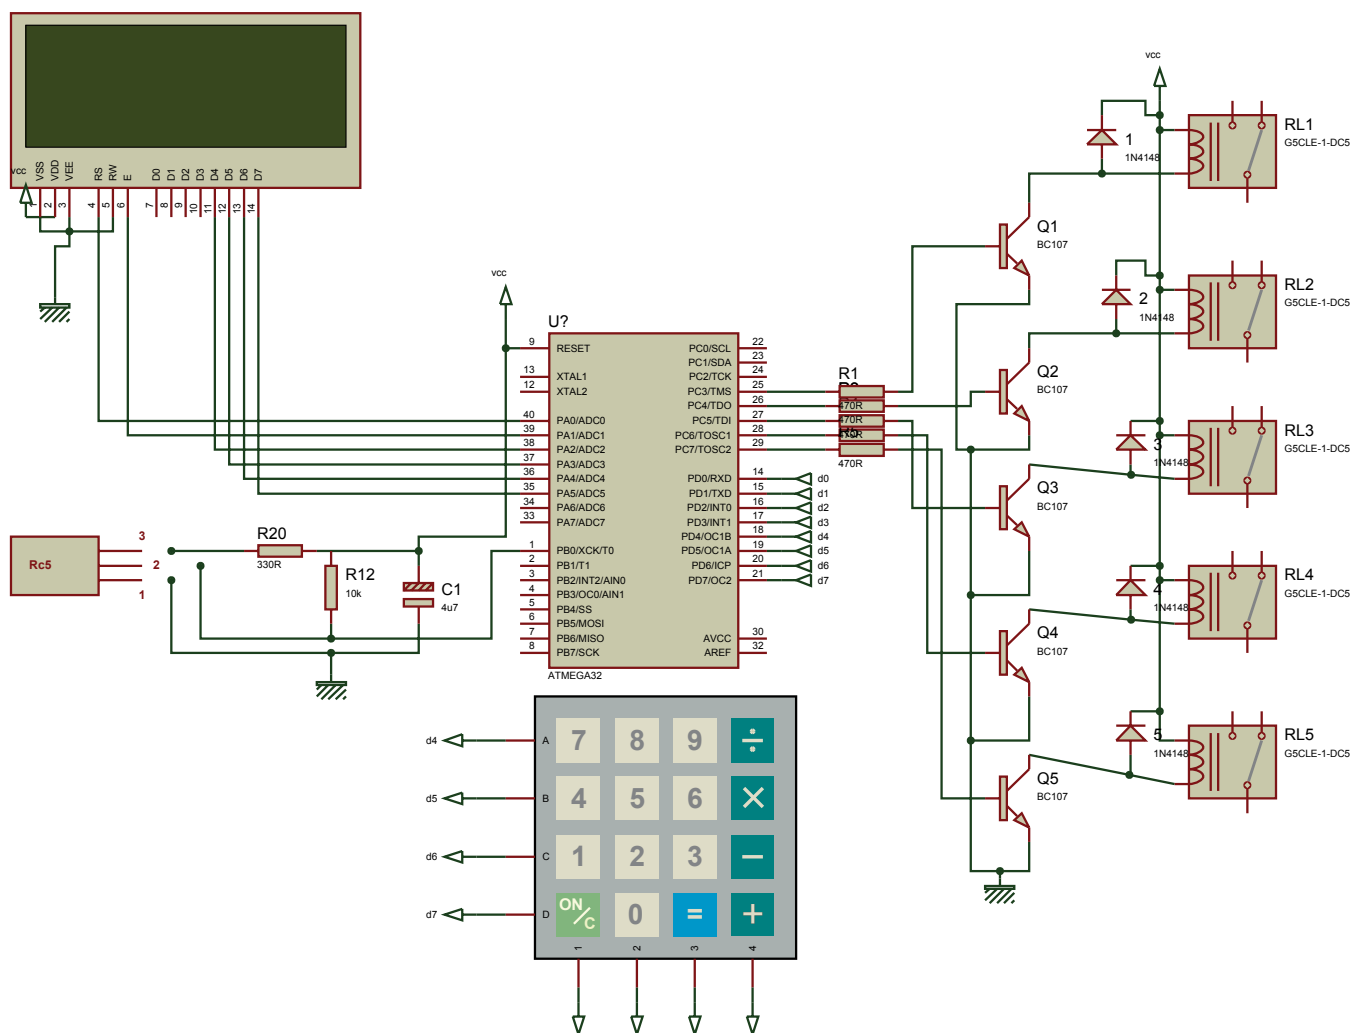 vcc
VSS
VDD
VEE
RS
RW
E
D0
D1
D2
D3
D4
D5
D6
D7
2
3
4
5
6
7
8
9
10
11
12
13
14
vcc
U?
9 RESET
13 XTAL1
12 XTAL2
40 PA0/ADC0
39 PA1/ADC1
38 PA2/ADC2
37 PA3/ADC3
36 PA4/ADC4
35 PA5/ADC5
34 PA6/ADC6
33 PA7/ADC7
1 PB0/XCK/T0
2 PB1/T1
3 PB2/INT2/AIN0
4 PB3/OC0/AIN1
5 PB4/SS
6 PB5/MOSI
7 PB6/MISO
8 PB7/SCK
PC0/SCL 22
PC1/SDA 23
PC2/TCK 24
PC3/TMS 25
PC4/TDO 26
PC5/TDI 27
PC6/TOSC1 28
PC7/TOSC2 29
PD0/RXD 14 d0
PD1/TXD 15 d1
PD2/INT0 16 d2
PD3/INT1 17 d3
PD4/OC1B 18 d4
PD5/OC1A 19 d5
PD6/ICP 20 d6
PD7/OC2 21 d7
AVCC 30
AREF 32
ATMEGA32
Rc5
3
2
1
R20
330R
R12
10k
C1
4u7
R1
470R
470R
470R
vcc
1
1N4148
RL1
G5CLE-1-DC5
Q1
BC107
2
1N4148
RL2
G5CLE-1-DC5
Q2
BC107
3
1N4148
RL3
G5CLE-1-DC5
Q3
BC107
4
1N4148
RL4
G5CLE-1-DC5
Q4
BC107
5
1N4148
RL5
G5CLE-1-DC5
Q5
BC107
d4 A 7 8 9 ÷
d5 B 4 5 6 ×
d6 C 1 2 3 −
d7 D ON/C 0 = +
1 2 3 4